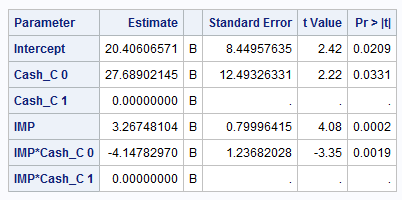 Parameter Estimate Standard Error t Value Pr > |t|
Intercept 20.40606571 B 8.44957635 2.42 0.0209
Cash_C 0 27.68902145 B 12.49326331 2.22 0.0331
Cash_C 1 0.00000000 B . . .
IMP 3.26748104 B 0.79996415 4.08 0.0002
IMP*Cash_C 0 -4.14782970 B 1.23682028 -3.35 0.0019
IMP*Cash_C 1 0.00000000 B . . .